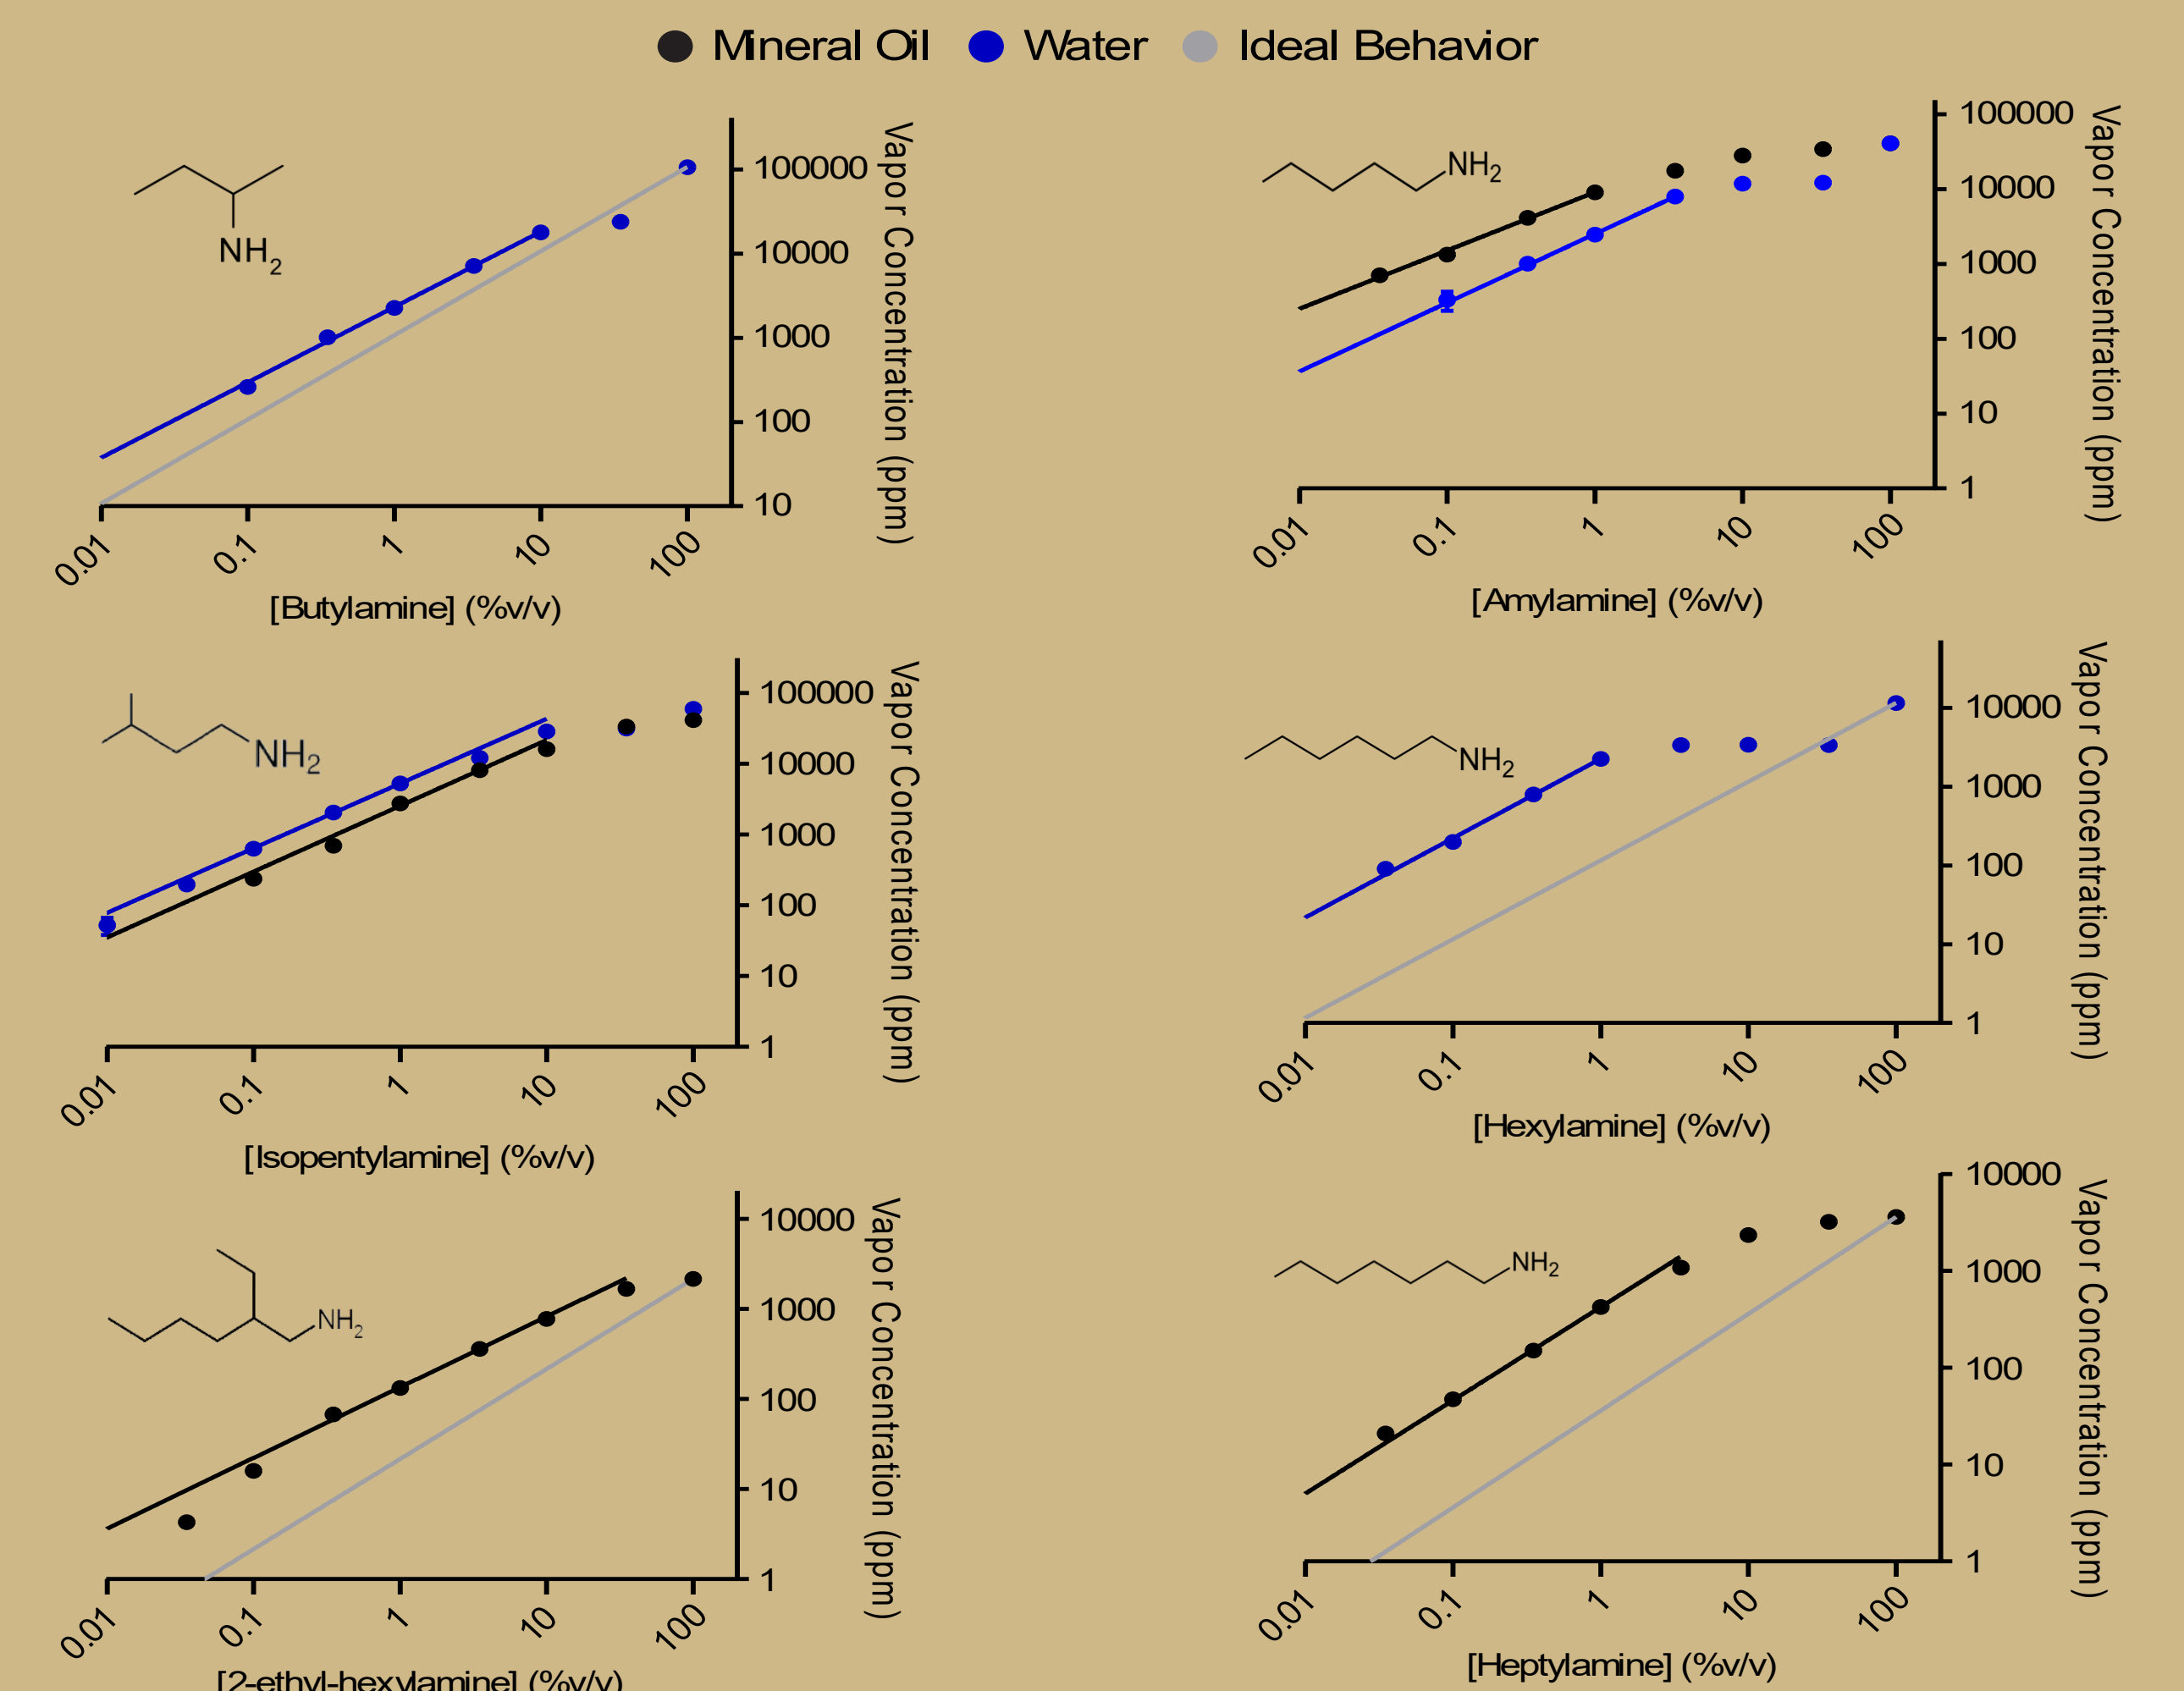 Mineral Oil Water Ideal Behavior
NH2
100000
10000
1000
100
10
Vapor Concentration (ppm)
0.01 0.1 1 10 100
[Butylamine] (%v/v)
NH2
100000
10000
1000
100
10
1
Vapor Concentration (ppm)
0.01 0.1 1 10 100
[Amylamine] (%v/v)
NH2
100000
10000
1000
100
10
1
Vapor Concentration (ppm)
0.01 0.1 1 10 100
[Isopentylamine] (%v/v)
NH2
10000
1000
100
10
1
Vapor Concentration (ppm)
0.01 0.1 1 10 100
[Hexylamine] (%v/v)
NH2
10000
1000
100
10
1
Vapor Concentration (ppm)
0.01 0.1 1 10 100
[2-ethyl-hexylamine] (%v/v)
NH2
10000
1000
100
10
1
Vapor Concentration (ppm)
0.01 0.1 1 10 100
[Heptylamine] (%v/v)